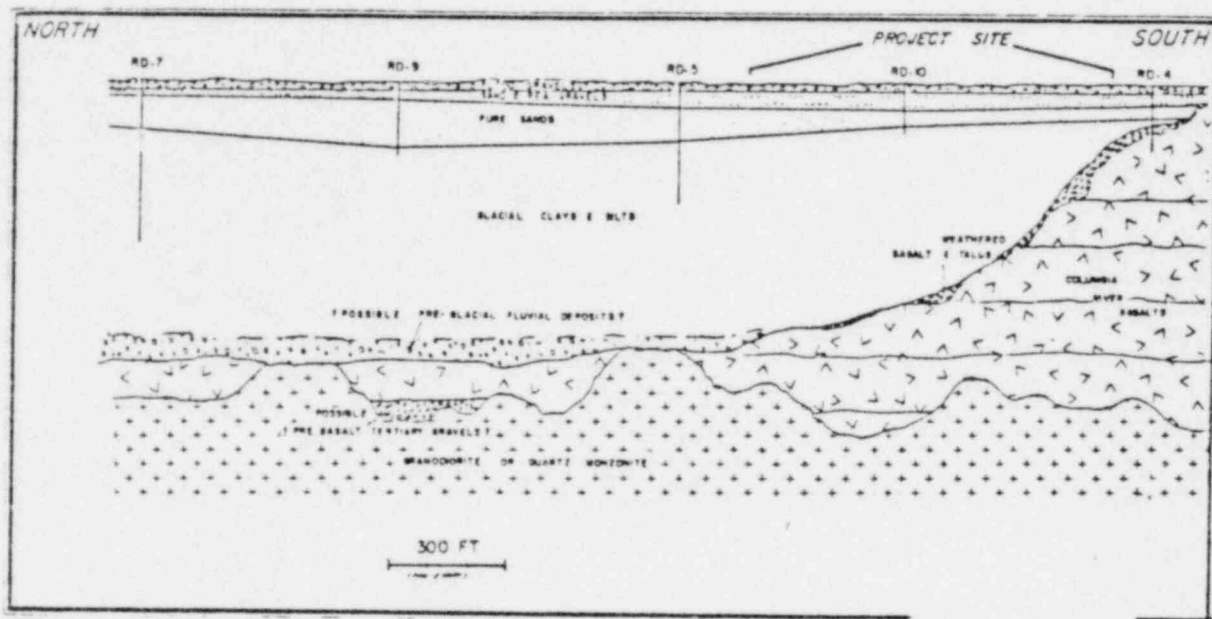 NORTH
PROJECT SITE
SOUTH
RD-7
RD-9
RD-5
RD-10
RD-4
PURE SANDS
GLACIAL CLAYS & SILTS
WEATHERED
BASALT & TALUS
COLUMBIA
RIVER
BASALTS
?POSSIBLE PRE-GLACIAL FLUVIAL DEPOSITS?
POSSIBLE
?PRE-BASALT TERTIARY GRAVELS?
GRANODIORITE OR QUARTZ MONZONITE
300 FT